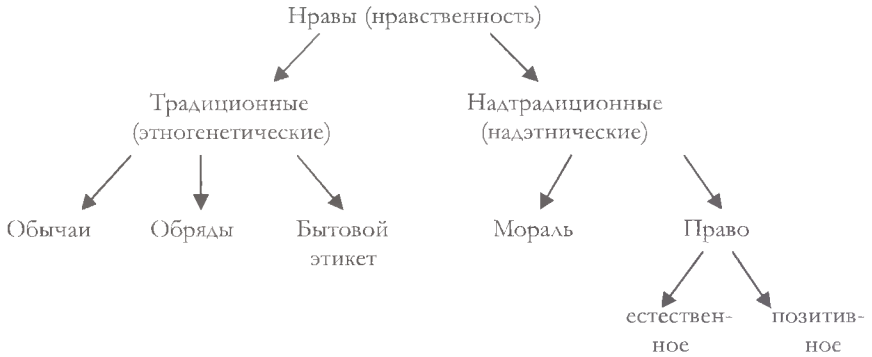 Нравы (нравственность)
Традиционные
(этногенетические)
Надтрадиционные
(надэтнические)
Обычаи
Обряды
Бытовой
этикет
Мораль
Право
естествен-
ное
позитив-
ное